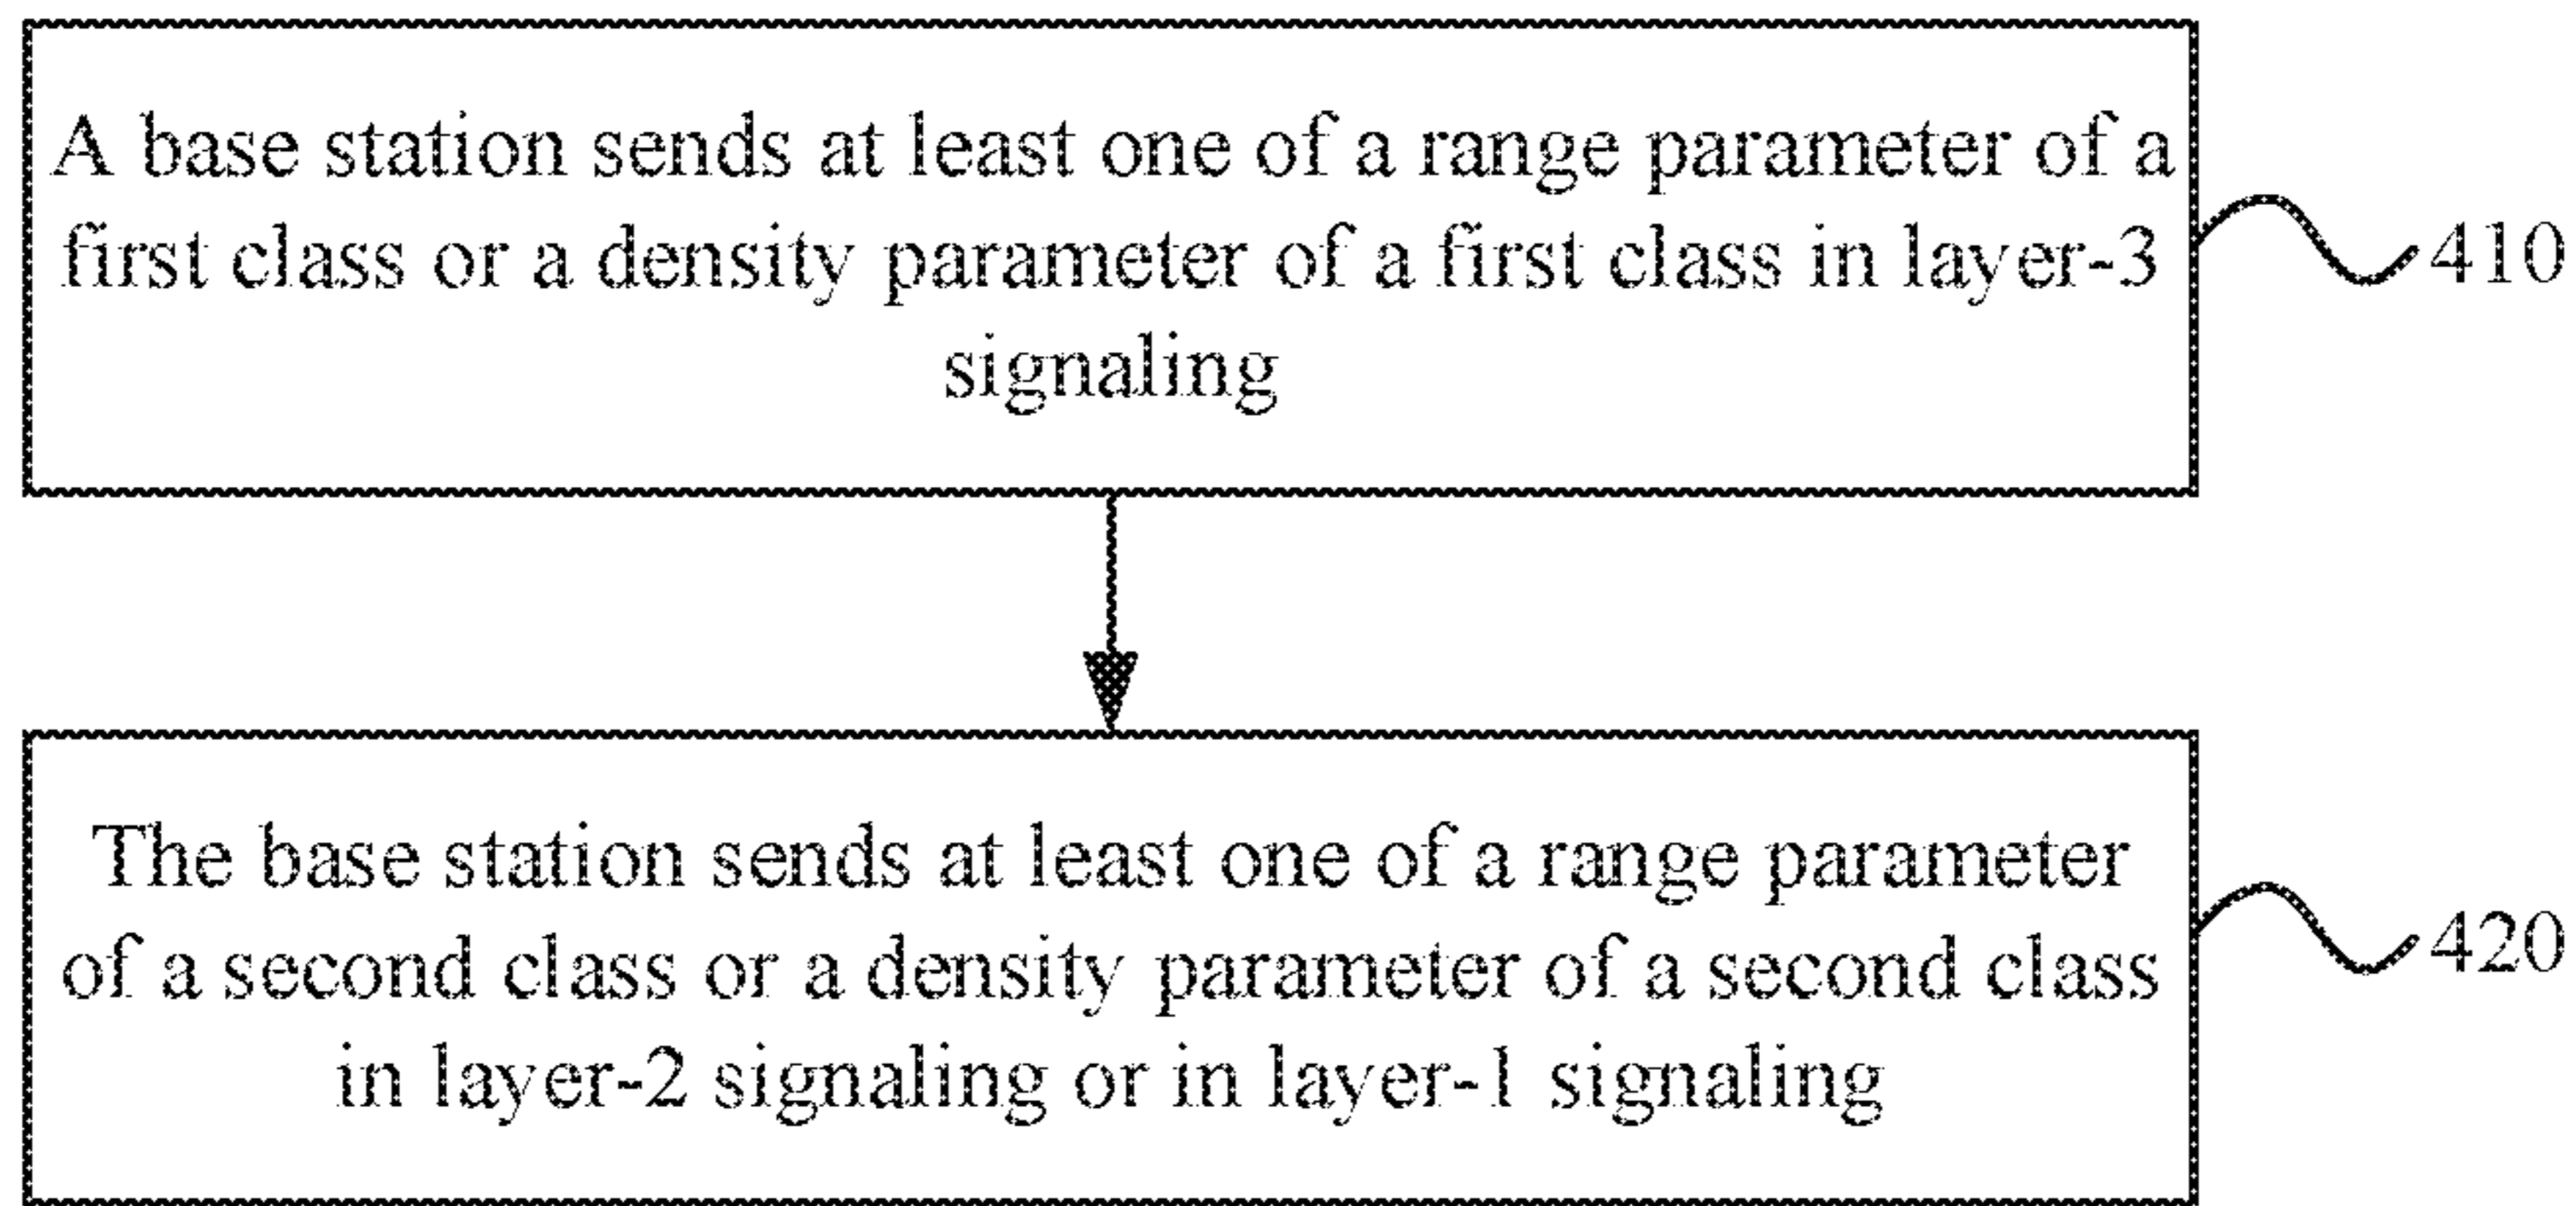 A base station sends at least one of a range parameter of a
first class or a density parameter of a first class in layer-3
signaling
410
The base station sends at least one of a range parameter
of a second class or a density parameter of a second class
in layer-2 signaling or in layer-1 signaling
420